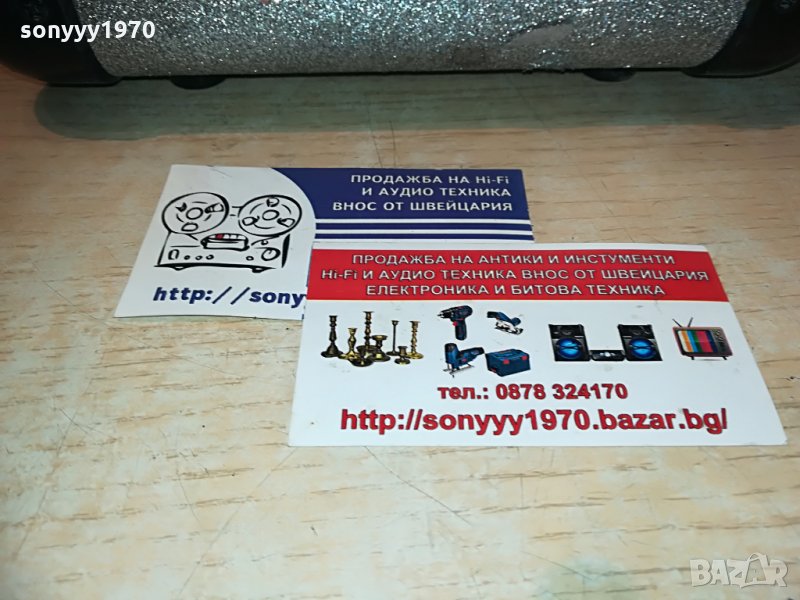 sonyyy1970
ПРОДАЖБА НА Hi-Fi
И АУДИО ТЕХНИКА
ВНОС ОТ ШВЕЙЦАРИЯ
http://sony
ПРОДАЖБА НА АНТИКИ И ИНСТУМЕНТИ
Hi-Fi И АУДИО ТЕХНИКА ВНОС ОТ ШВЕЙЦАРИЯ
ЕЛЕКТРОНИКА И БИТОВА ТЕХНИКА
тел.: 0878 324170
http://sonyyy1970.bazar.bg/
BAZAR